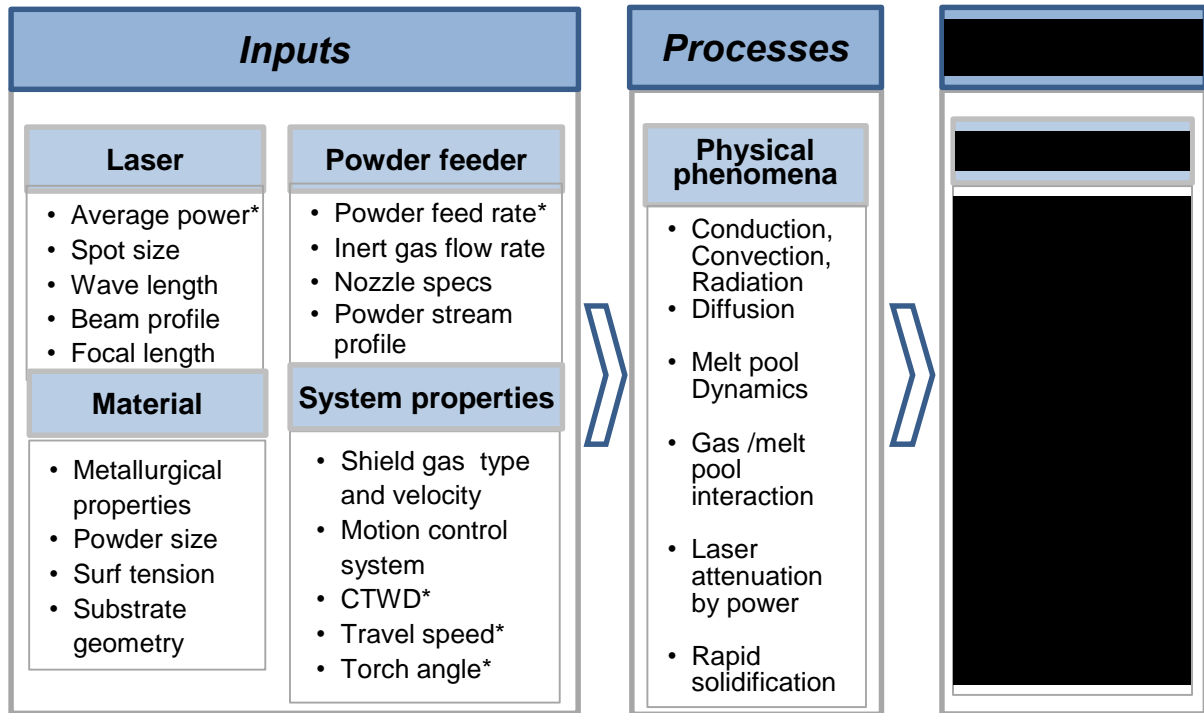 Inputs
Laser
• Average power*
• Spot size
• Wave length
• Beam profile
• Focal length
Material
• Metallurgical
properties
• Powder size
• Surf tension
• Substrate
geometry
Powder feeder
• Powder feed rate*
• Inert gas flow rate
• Nozzle specs
• Powder stream
profile
System properties
• Shield gas type
and velocity
• Motion control
system
• CTWD*
• Travel speed*
• Torch angle*
Processes
Physical
phenomena
• Conduction,
Convection,
Radiation
• Diffusion
• Melt pool
Dynamics
• Gas /melt
pool
interaction
• Laser
attenuation
by power
• Rapid
solidification